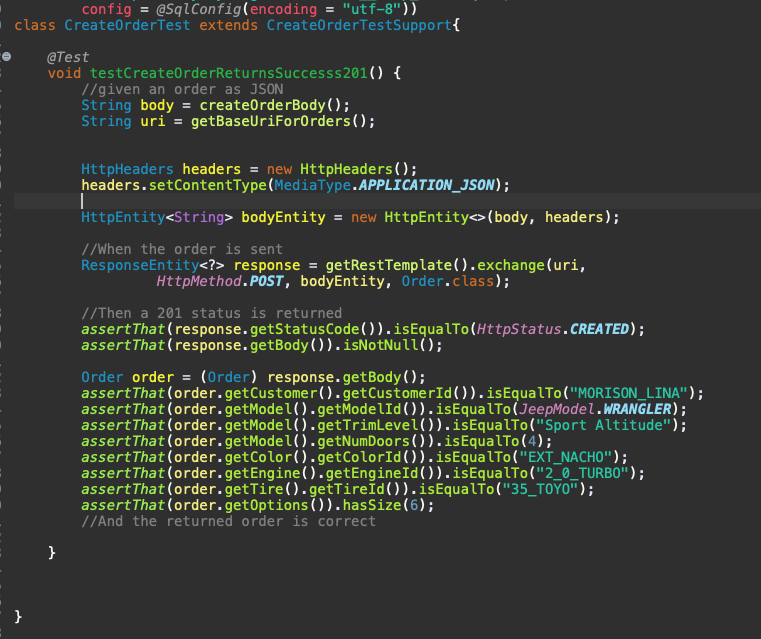 config = @SqlConfig(encoding = "utf-8"))
class CreateOrderTest extends CreateOrderTestSupport{
@Test
void testCreateOrderReturnsSuccesss201() {
//given an order as JSON
String body = createOrderBody();
String uri = getBaseUriForOrders();
HttpHeaders headers = new HttpHeaders();
headers.setContentType(MediaType.APPLICATION_JSON);
HttpEntity<String> bodyEntity = new HttpEntity<>(body, headers);
//When the order is sent
ResponseEntity<?> response = getRestTemplate().exchange(uri,
HttpMethod.POST, bodyEntity, Order.class);
//Then a 201 status is returned
assertThat(response.getStatusCode()).isEqualTo(HttpStatus.CREATED);
assertThat(response.getBody()).isNotNull();
Order order = (Order) response.getBody();
assertThat(order.getCustomer().getCustomerId()).isEqualTo("MORISON_LINA");
assertThat(order.getModel().getModelId()).isEqualTo(JeepModel.WRANGLER);
assertThat(order.getModel().getTrimLevel()).isEqualTo("Sport Altitude");
assertThat(order.getModel().getNumDoors()).isEqualTo(4);
assertThat(order.getColor().getColorId()).isEqualTo("EXT_NACHO");
assertThat(order.getEngine().getEngineId()).isEqualTo("2_0_TURBO");
assertThat(order.getTire().getTireId()).isEqualTo("35_TOYO");
assertThat(order.getOptions()).hasSize(6);
//And the returned order is correct
}
}